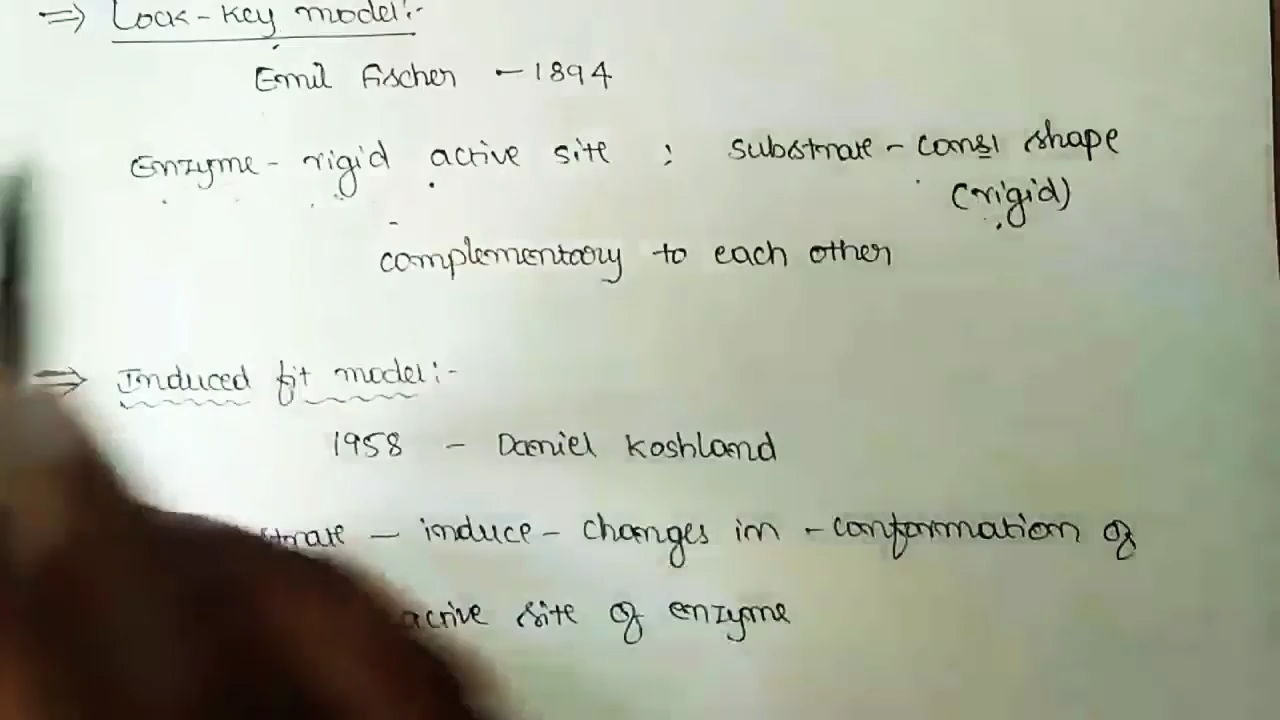 ⇒ Lock-key model:-
Emil Fischer - 1894
Enzyme - rigid active site ; substrate - const shape
(rigid)
complementary to each other
⇒ Induced fit model:-
1958 - Daniel Koshland
strate - induce - changes in - conformation of
active site of enzyme